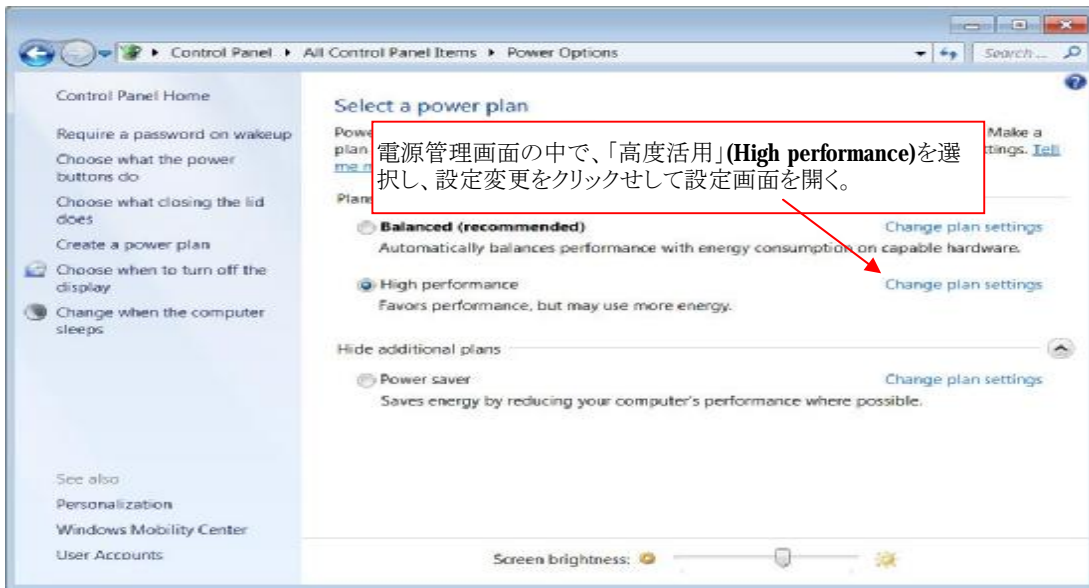 Control Panel ▸ All Control Panel Items ▸ Power Options
Search ...
Control Panel Home
Require a password on wakeup
Choose what the power
buttons do
Choose what closing the lid
does
Create a power plan
Choose when to turn off the
display
Change when the computer
sleeps
See also
Personalization
Windows Mobility Center
User Accounts
Select a power plan
Make a
plan
Tell
電源管理画面の中で、「高度活用」(High performance)を選
択し、設定変更をクリックせして設定画面を開く。
Balanced (recommended) Change plan settings
Automatically balances performance with energy consumption on capable hardware.
High performance Change plan settings
Favors performance, but may use more energy.
Hide additional plans
Power saver Change plan settings
Saves energy by reducing your computer's performance where possible.
Screen brightness: